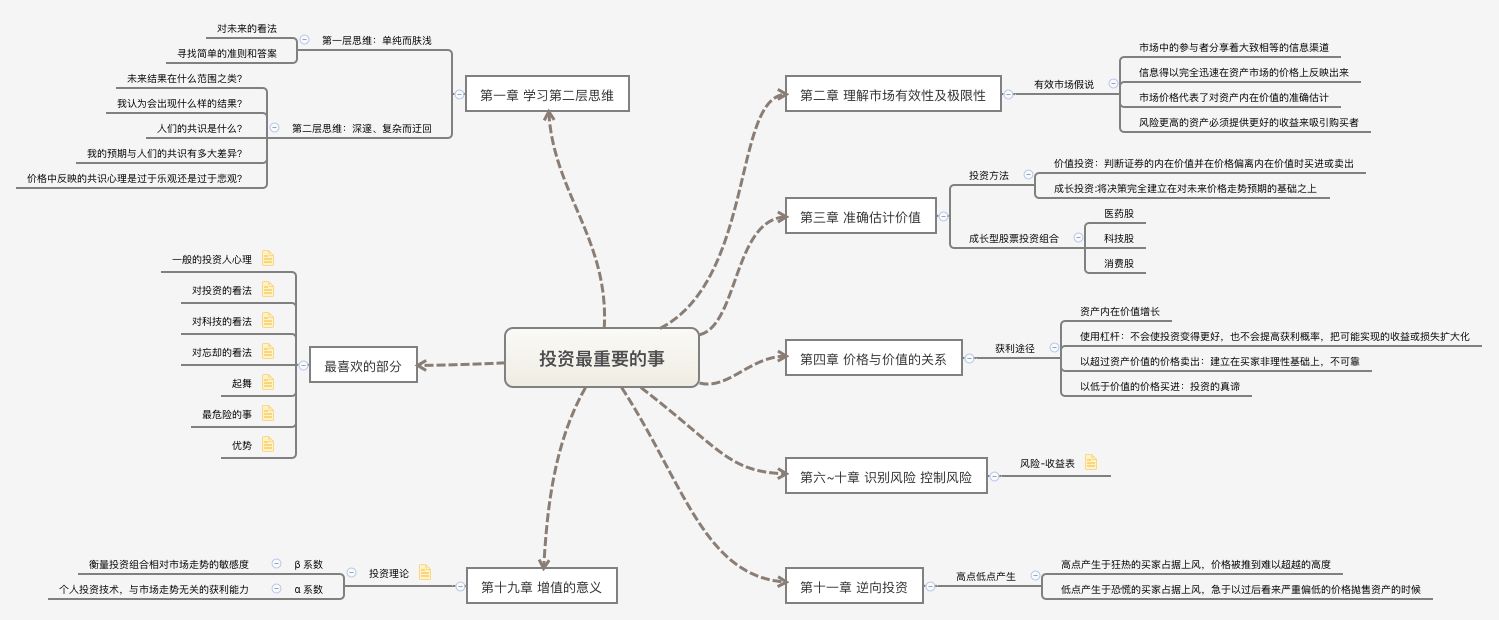 投资最重要的事
第一章 学习第二层思维
第一层思维：单纯而肤浅
对未来的看法
寻找简单的准则和答案
第二层思维：深邃、复杂而迂回
未来结果在什么范围之类？
我认为会出现什么样的结果？
人们的共识是什么？
我的预期与人们的共识有多大差异？
价格中反映的共识心理是过于乐观还是过于悲观？
第二章 理解市场有效性及极限性
有效市场假说
市场中的参与者分享着大致相等的信息渠道
信息得以完全迅速在资产市场的价格上反映出来
市场价格代表了对资产内在价值的准确估计
风险更高的资产必须提供更好的收益来吸引购买者
第三章 准确估计价值
投资方法
价值投资：判断证券的内在价值并在价格偏离内在价值时买进或卖出
成长投资:将决策完全建立在对未来价格走势预期的基础之上
成长型股票投资组合
医药股
科技股
消费股
第四章 价格与价值的关系
获利途径
资产内在价值增长
使用杠杆：不会使投资变得更好，也不会提高获利概率，把可能实现的收益或损失扩大化
以超过资产价值的价格卖出：建立在买家非理性基础上，不可靠
以低于价值的价格买进：投资的真谛
第六~十章 识别风险 控制风险
风险-收益表
第十一章 逆向投资
高点低点产生
高点产生于狂热的买家占据上风，价格被推到难以超越的高度
低点产生于恐慌的买家占据上风，急于以过后看来严重偏低的价格抛售资产的时候
第十九章 增值的意义
投资理论
β 系数
衡量投资组合相对市场走势的敏感度
α 系数
个人投资技术，与市场走势无关的获利能力
最喜欢的部分
一般的投资人心理
对投资的看法
对科技的看法
对忘却的看法
起舞
最危险的事
优势